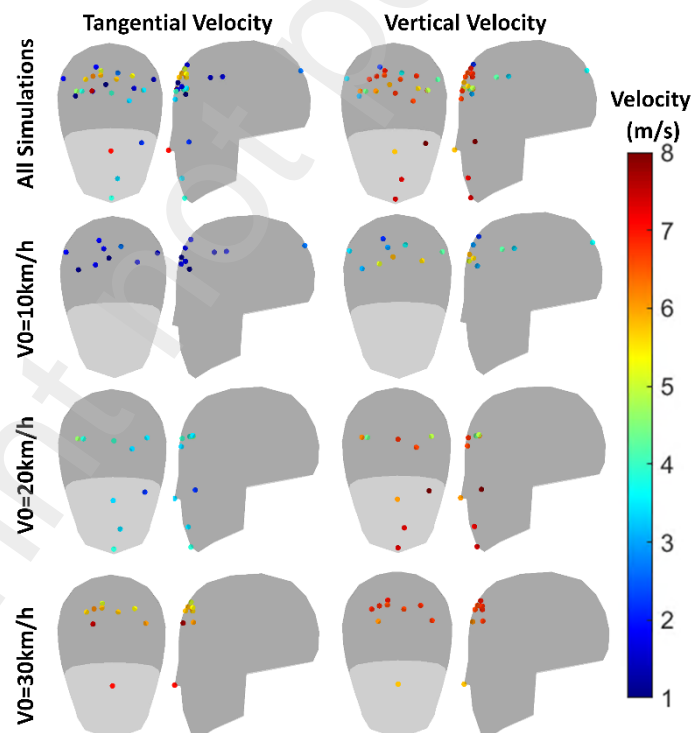 Tangential Velocity
Vertical Velocity
All Simulations
V0=10km/h
V0=20km/h
V0=30km/h
Velocity
(m/s)
8
7
6
5
4
3
2
1